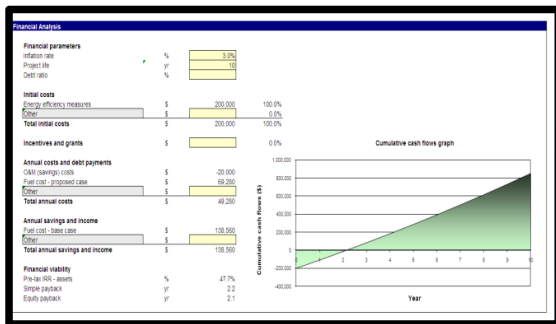 Financial Analysis
Financial parameters
Inflation rate % 3.0%
Project life yr 10
Debt ratio %
Initial costs
Energy efficiency measures $ 200,000 100.0%
Other $ 0.0%
Total initial costs $ 200,000 100.0%
Incentives and grants $ 0.0%
Annual costs and debt payments
O&M (savings) costs $ -20,000
Fuel cost - proposed case $ 69,280
Other $
Total annual costs $ 49,280
Annual savings and income
Fuel cost - base case $ 138,560
Other $
Total annual savings and income $ 138,560
Financial viability
Pre-tax IRR - assets % 47.7%
Simple payback yr 2.2
Equity payback yr 2.1
Cumulative cash flows graph
Cumulative cash flows ($)
1,000,000
800,000
600,000
400,000
200,000
0
-200,000
-400,000
0 1 2 3 4 5 6 7 8 9 10
Year